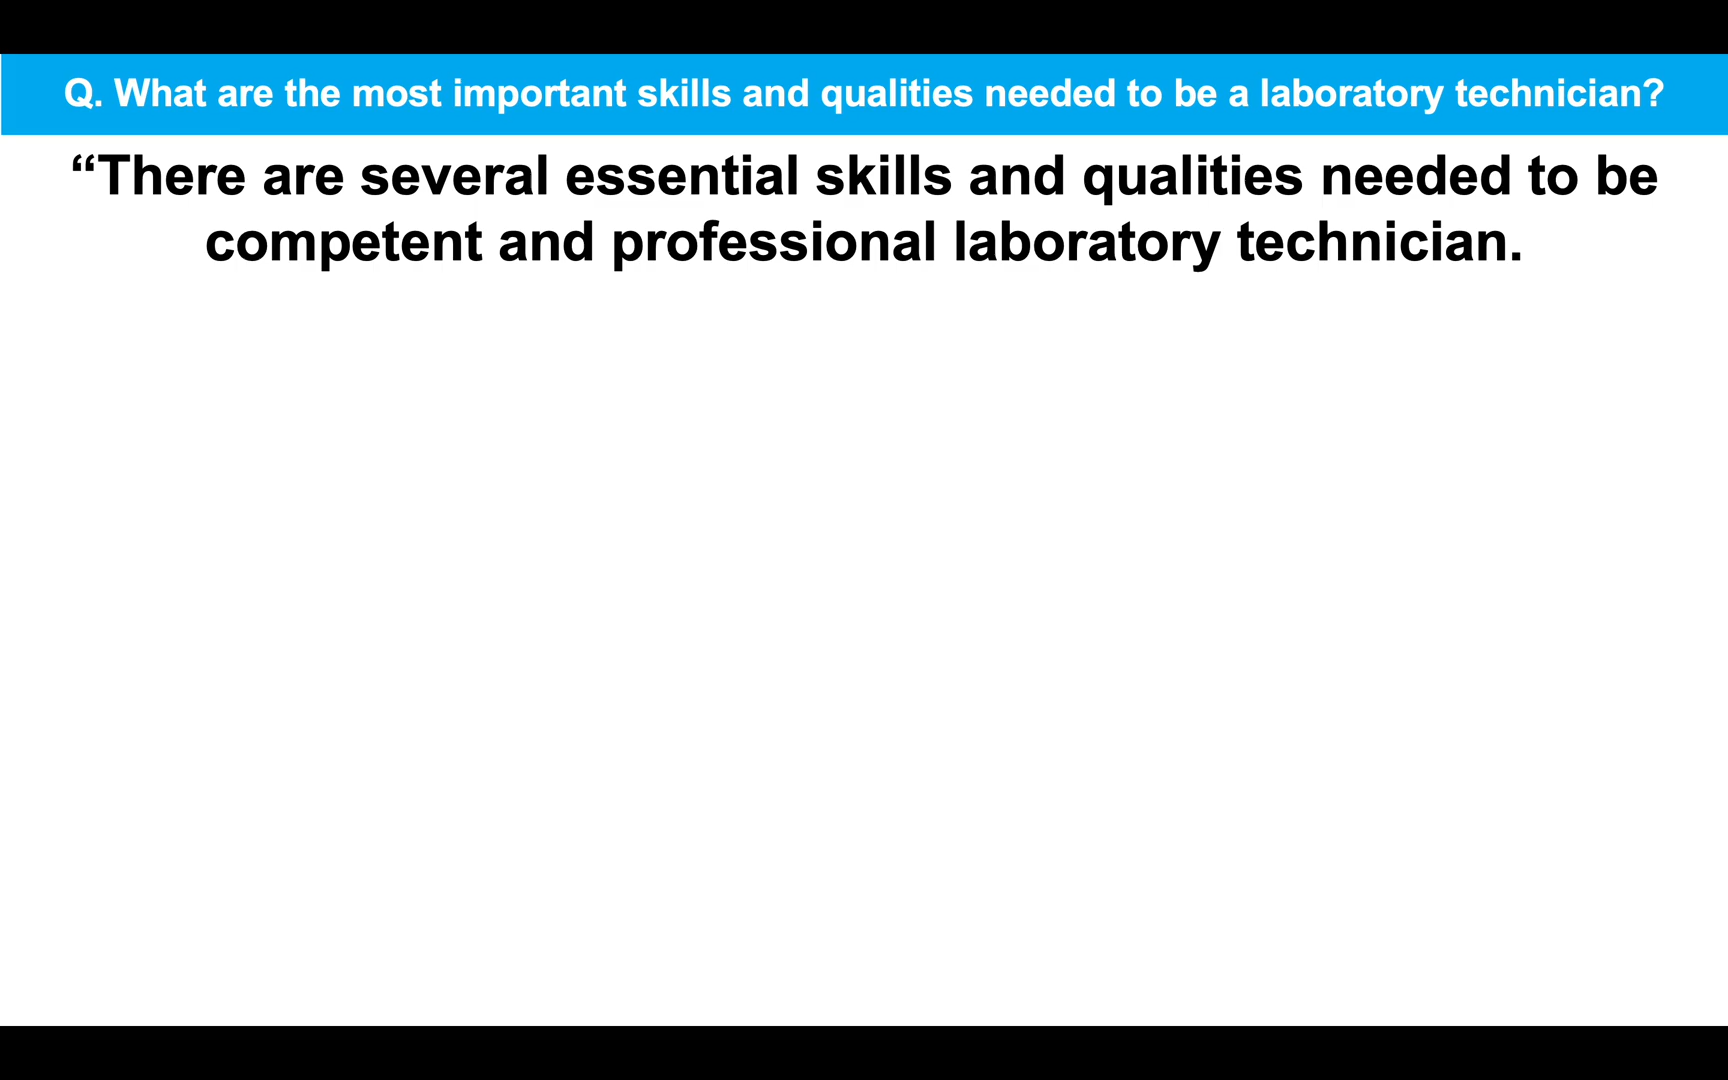 Q. What are the most important skills and qualities needed to be a laboratory technician?
“There are several essential skills and qualities needed to be
competent and professional laboratory technician.